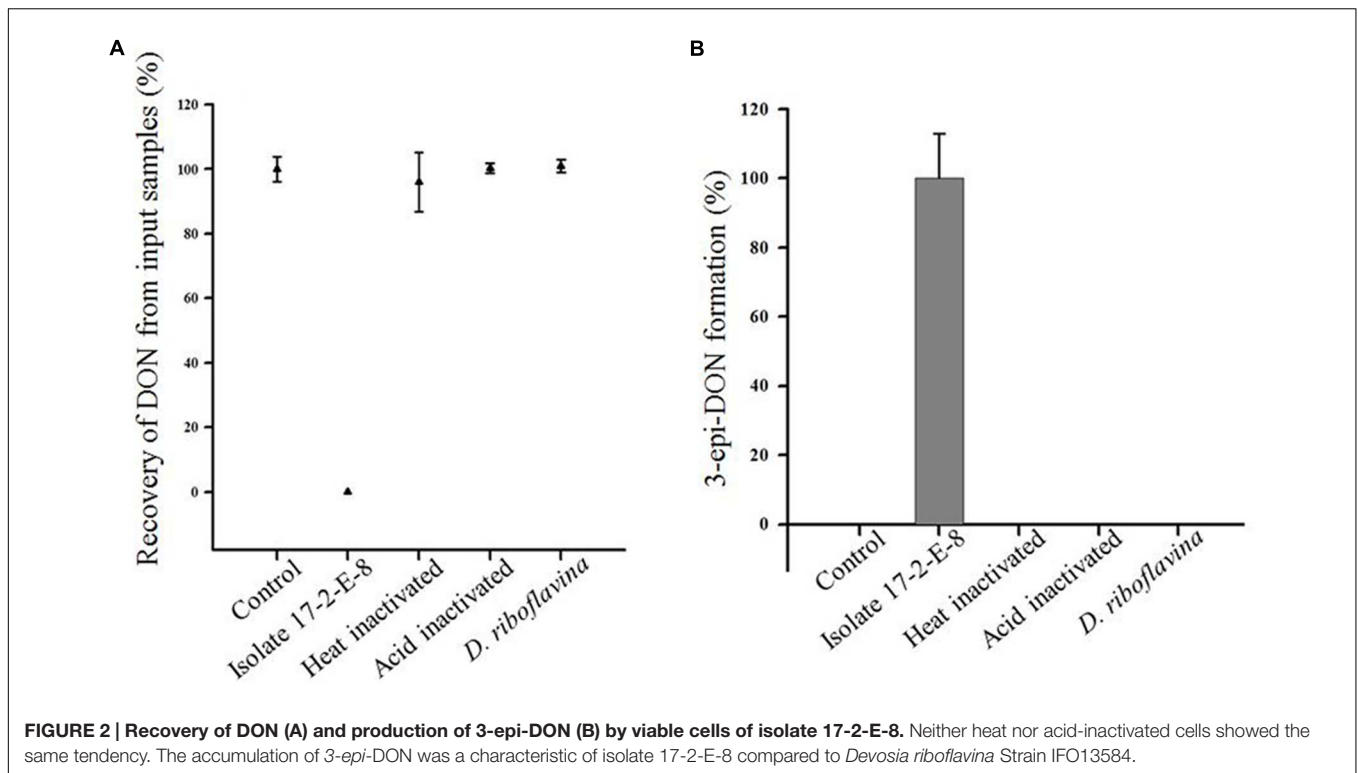 A
Recovery of DON from input samples (%)
120
100
80
60
40
20
0
Control
Isolate 17-2-E-8
Heat inactivated
Acid inactivated
D. riboflavina
B
3-epi-DON formation (%)
120
100
80
60
40
20
0
Control
Isolate 17-2-E-8
Heat inactivated
Acid inactivated
D. riboflavina
FIGURE 2 | Recovery of DON (A) and production of 3-epi-DON (B) by viable cells of isolate 17-2-E-8. Neither heat nor acid-inactivated cells showed the
same tendency. The accumulation of 3-epi-DON was a characteristic of isolate 17-2-E-8 compared to Devosia riboflavina Strain IFO13584.